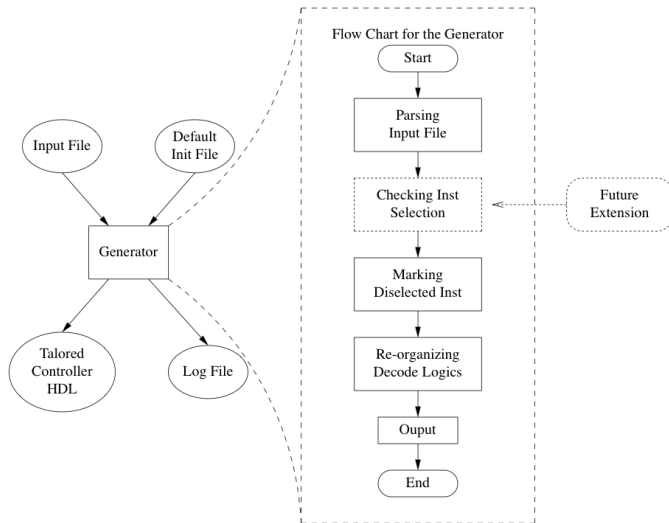 Flow Chart for the Generator
Start
Parsing
Input File
Input File
Default
Init File
Checking Inst
Selection
Future
Extension
Generator
Marking
Diselected Inst
Talored
Controller
HDL
Log File
Re-organizing
Decode Logics
Ouput
End